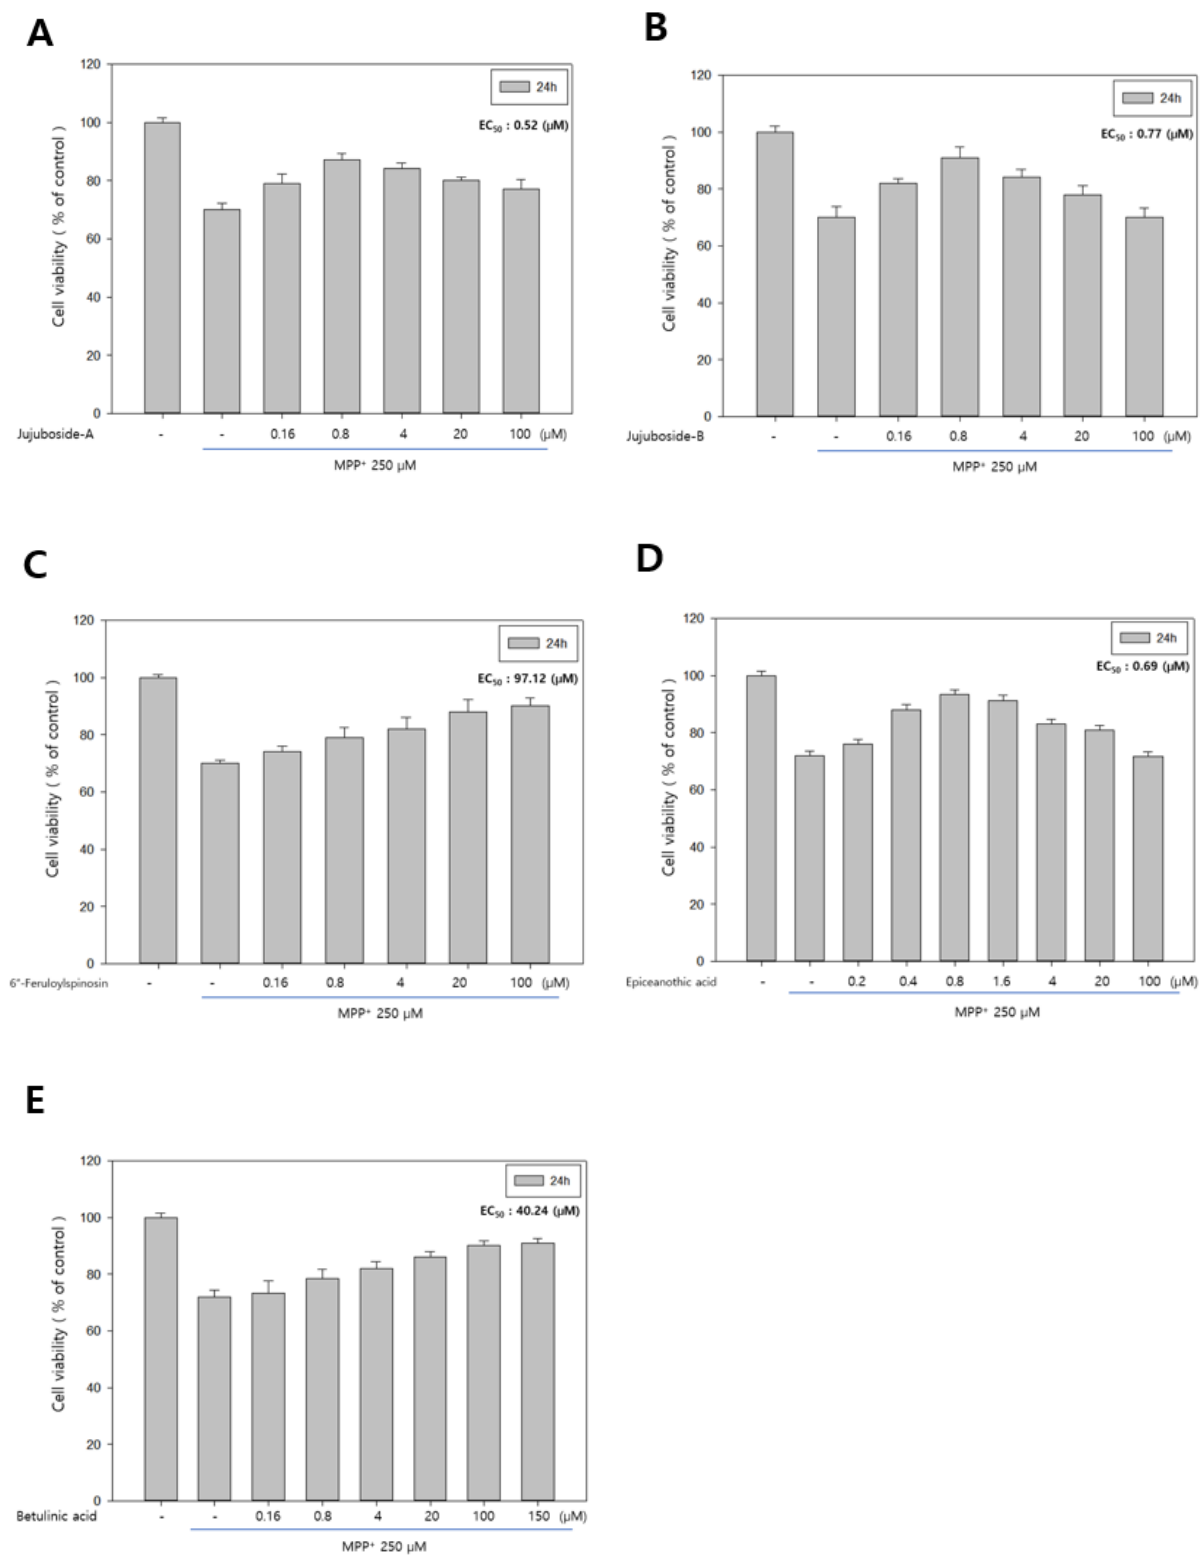 A
120
100
80
60
40
20
0
Cell viability ( % of control )
24h
EC₅₀ : 0.52 (μM)
Jujuboside-A - - 0.16 0.8 4 20 100 (μM)
MPP⁺ 250 μM
B
120
100
80
60
40
20
0
Cell viability ( % of control )
24h
EC₅₀ : 0.77 (μM)
Jujuboside-B - - 0.16 0.8 4 20 100 (μM)
MPP⁺ 250 μM
C
120
100
80
60
40
20
0
Cell viability ( % of control )
24h
EC₅₀ : 97.12 (μM)
6"-Feruloylspinosin - - 0.16 0.8 4 20 100 (μM)
MPP⁺ 250 μM
D
120
100
80
60
40
20
0
Cell viability ( % of control )
24h
EC₅₀ : 0.69 (μM)
Epiceanothic acid - - 0.2 0.4 0.8 1.6 4 20 100 (μM)
MPP⁺ 250 μM
E
120
100
80
60
40
20
0
Cell viability ( % of control )
24h
EC₅₀ : 40.24 (μM)
Betulinic acid - - 0.16 0.8 4 20 100 150 (μM)
MPP⁺ 250 μM